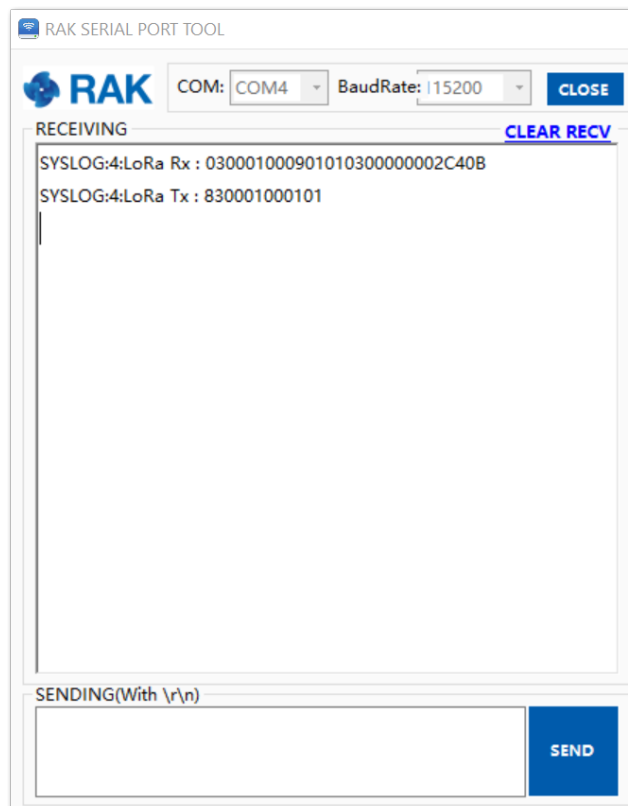 RAK SERIAL PORT TOOL
RAK COM: COM4 BaudRate: 115200 CLOSE
RECEIVING CLEAR RECV
SYSLOG:4:LoRa Rx : 030001000901010300000002C40B
SYSLOG:4:LoRa Tx : 830001000101
SENDING(With \r\n)
SEND